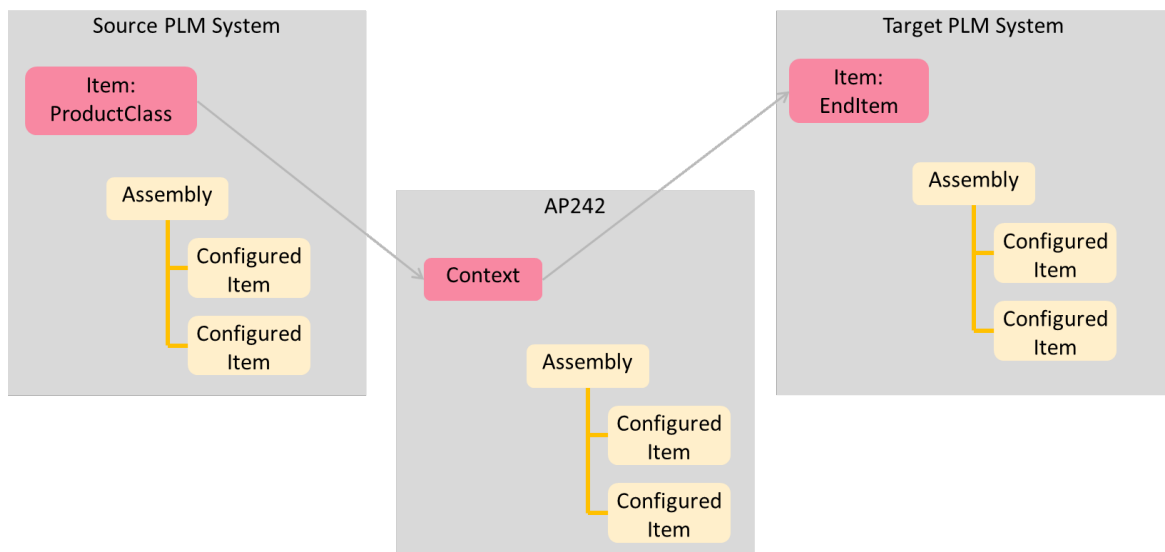 Source PLM System
Item:
ProductClass
Assembly
Configured
Item
Configured
Item
AP242
Context
Assembly
Configured
Item
Configured
Item
Target PLM System
Item:
EndItem
Assembly
Configured
Item
Configured
Item